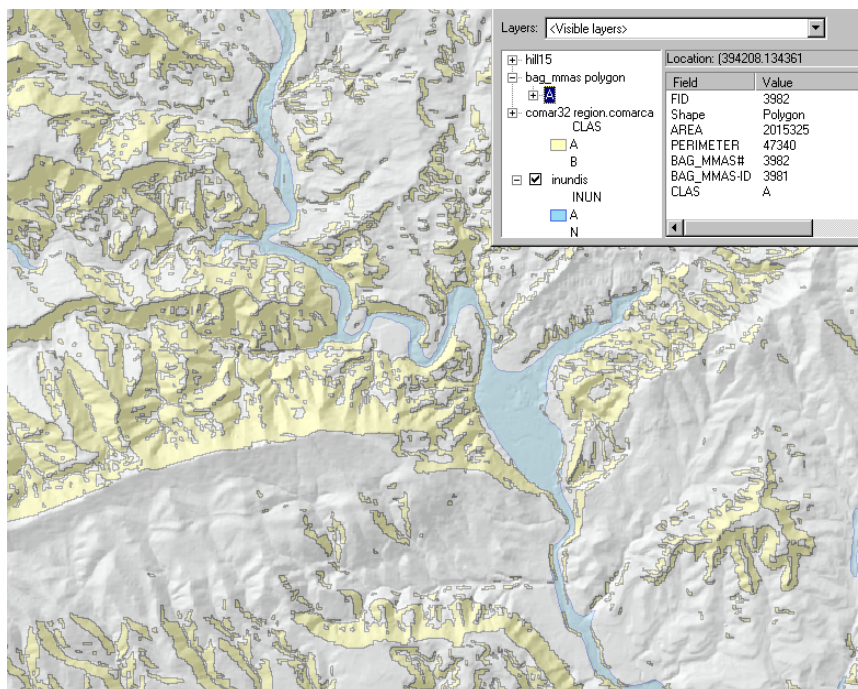 Layers: <Visible layers>
hill15
bag_mmas polygon
A
comar32 region.comarca
CLAS
A
B
inundis
INUN
A
N
Location: (394208.134361
Field Value
FID 3982
Shape Polygon
AREA 2015325
PERIMETER 47340
BAG_MMAS# 3982
BAG_MMAS-ID 3981
CLAS A